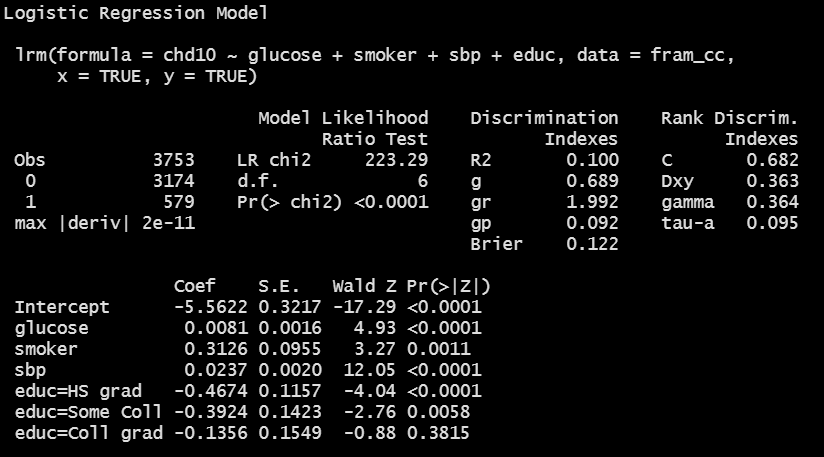 Logistic Regression Model
lrm(formula = chd10 ~ glucose + smoker + sbp + educ, data = fram_cc,
x = TRUE, y = TRUE)
Model Likelihood Discrimination Rank Discrim.
Ratio Test Indexes Indexes
Obs 3753 LR chi2 223.29 R2 0.100 C 0.682
0 3174 d.f. 6 g 0.689 Dxy 0.363
1 579 Pr(> chi2) <0.0001 gr 1.992 gamma 0.364
max |deriv| 2e-11 gp 0.092 tau-a 0.095
Brier 0.122
Coef S.E. Wald Z Pr(>|Z|)
Intercept -5.5622 0.3217 -17.29 <0.0001
glucose 0.0081 0.0016 4.93 <0.0001
smoker 0.3126 0.0955 3.27 0.0011
sbp 0.0237 0.0020 12.05 <0.0001
educ=HS grad -0.4674 0.1157 -4.04 <0.0001
educ=Some Coll -0.3924 0.1423 -2.76 0.0058
educ=Coll grad -0.1356 0.1549 -0.88 0.3815